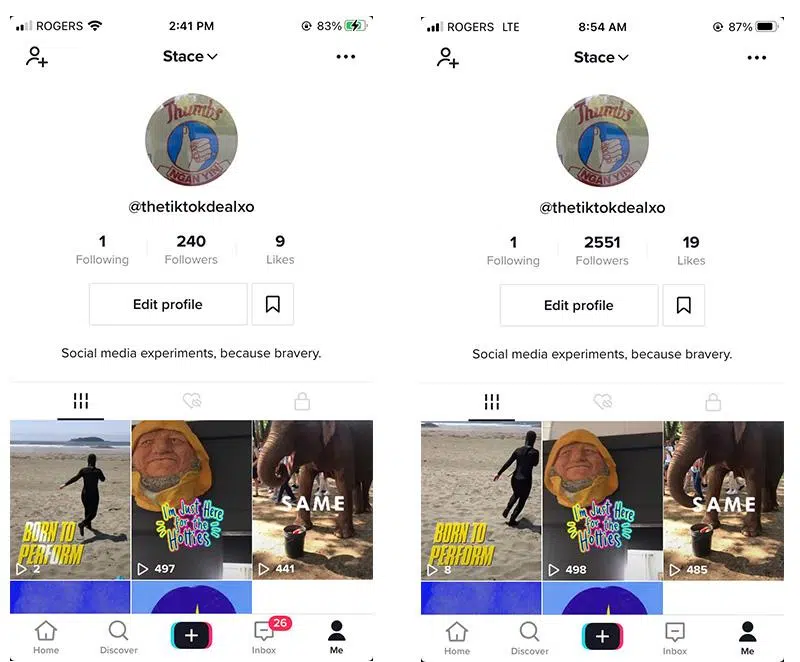 ROGERS 2:41 PM 83%
Stace
Thumbs
NGAN YIN
@thetiktokdealxo
1 240 9
Following Followers Likes
Edit profile
Social media experiments, because bravery.
BORN TO
PERFORM
2
I'm Just Here
For the
Hotties
497
SAME
441
26
Home Discover Inbox Me
ROGERS LTE 8:54 AM 87%
Stace
Thumbs
NGAN YIN
@thetiktokdealxo
1 2551 19
Following Followers Likes
Edit profile
Social media experiments, because bravery.
BORN TO
PERFORM
8
I'm Just Here
For the
Hotties
498
SAME
485
Home Discover Inbox Me